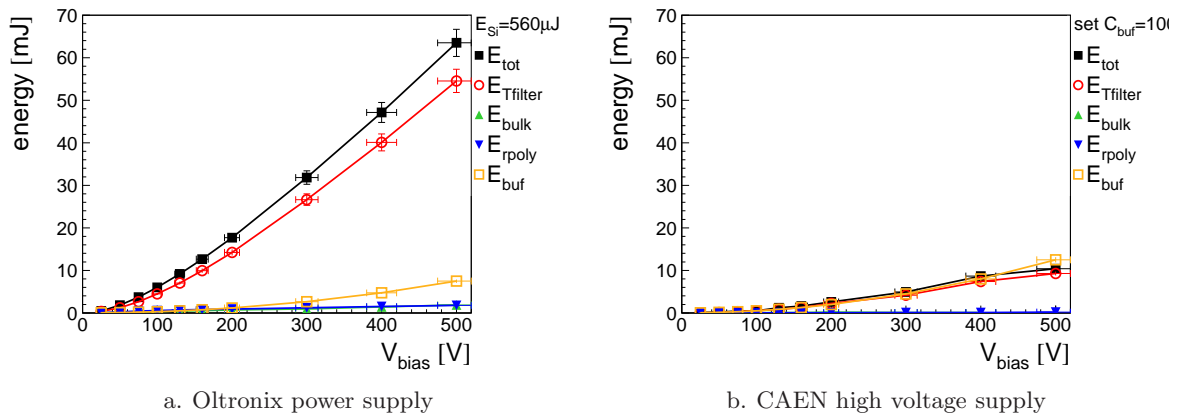 energy [mJ]
70
60
50
40
30
20
10
0
0 100 200 300 400 500
V_bias [V]
E_Si=560μJ
E_tot
E_Tfilter
E_bulk
E_rpoly
E_buf
a. Oltronix power supply
energy [mJ]
70
60
50
40
30
20
10
0
0 100 200 300 400 500
V_bias [V]
set C_buf=100
E_tot
E_Tfilter
E_bulk
E_rpoly
E_buf
b. CAEN high voltage supply